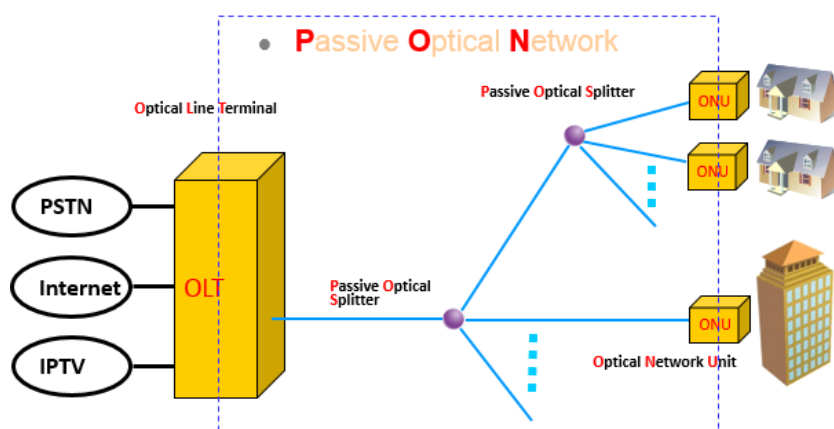 • Passive Optical Network
Optical Line Terminal
Passive Optical Splitter
ONU
ONU
PSTN
Internet
IPTV
OLT
Passive Optical
Splitter
ONU
Optical Network Unit